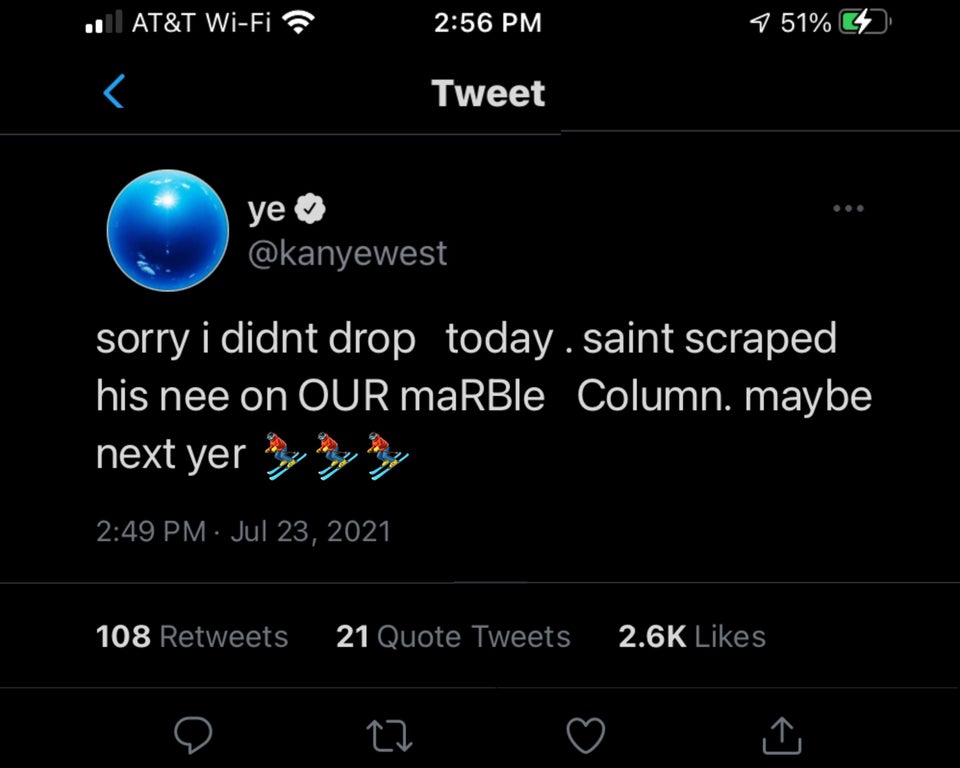 AT&T Wi-Fi 2:56 PM 51%
Tweet
ye
@kanyewest
sorry i didnt drop   today . saint scraped
his nee on OUR maRBle   Column. maybe
next yer ⛷⛷⛷
2:49 PM · Jul 23, 2021
108 Retweets 21 Quote Tweets 2.6K Likes